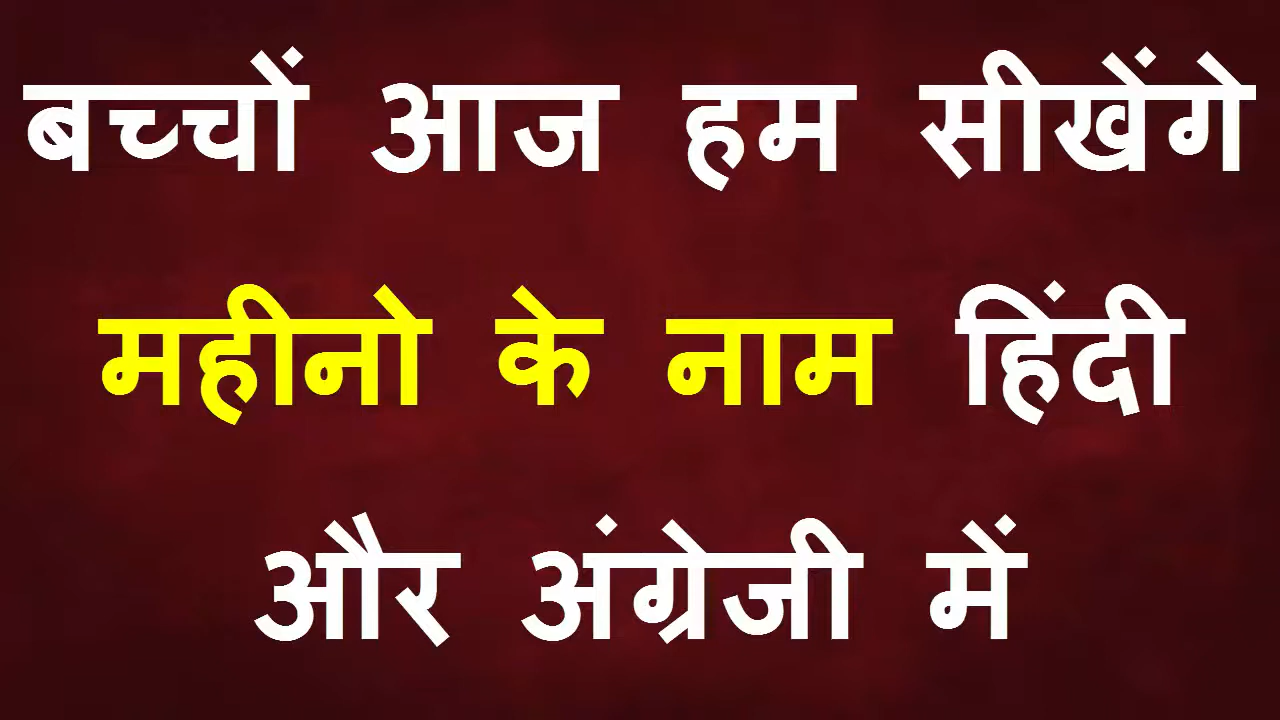 बच्चों आज हम सीखेंगे
महीनो के नाम हिंदी
और अंग्रेजी में